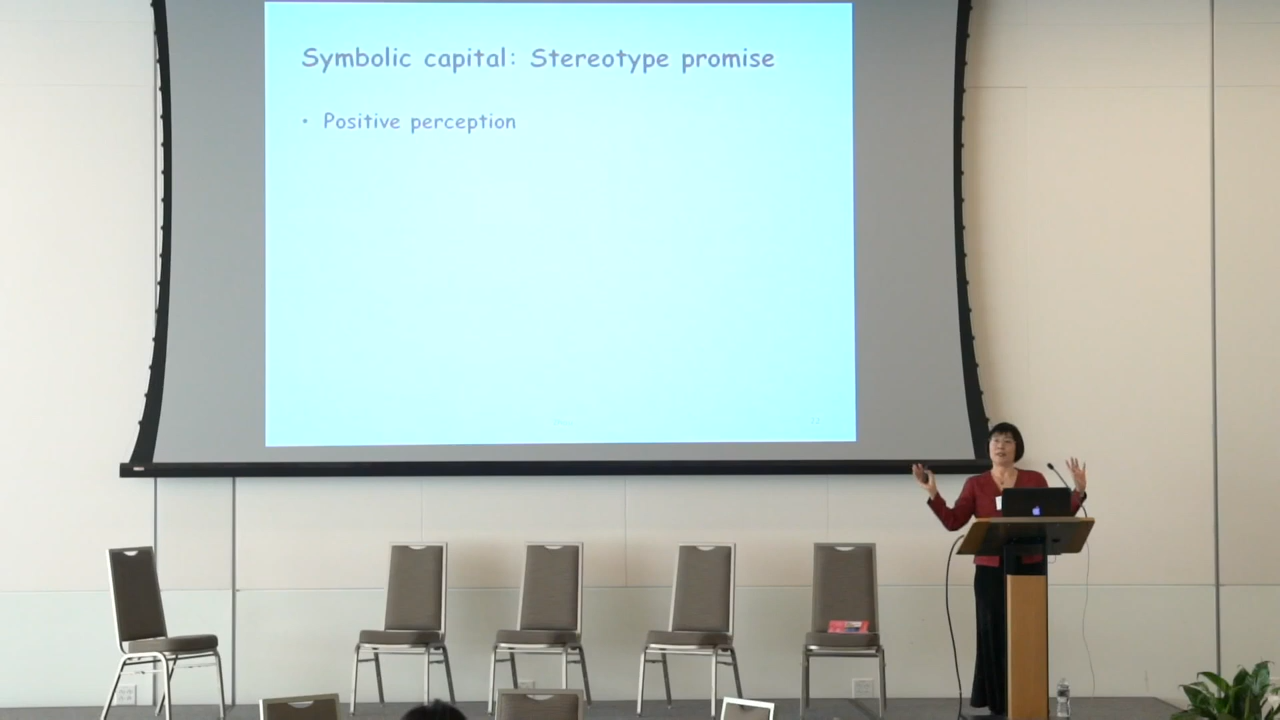 Symbolic capital: Stereotype promise
• Positive perception